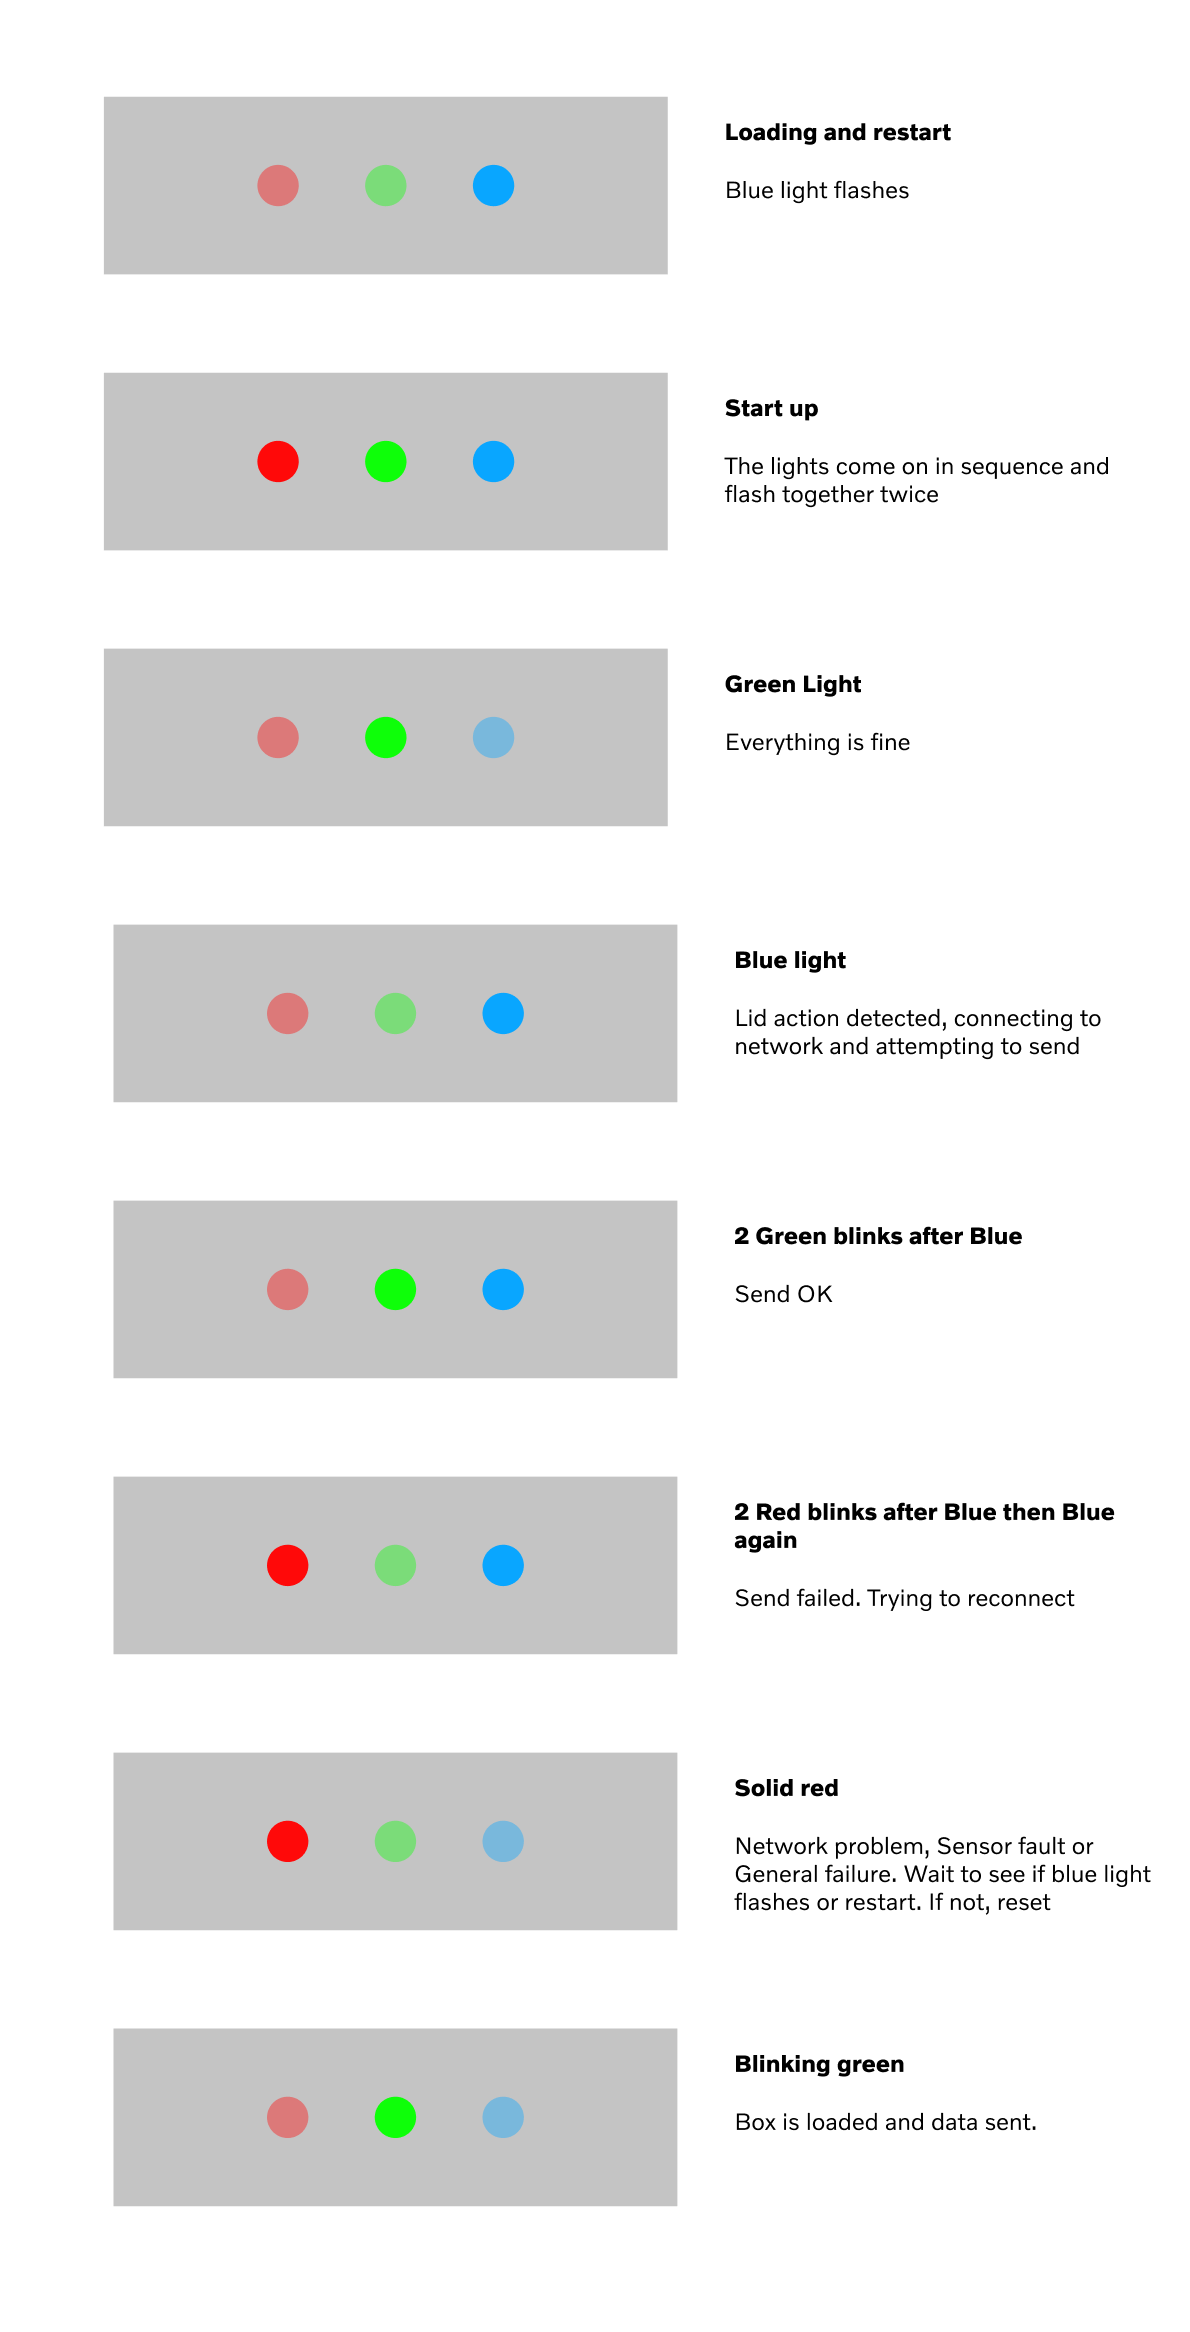 Loading and restart
Blue light flashes
Start up
The lights come on in sequence and
flash together twice
Green Light
Everything is fine
Blue light
Lid action detected, connecting to
network and attempting to send
2 Green blinks after Blue
Send OK
2 Red blinks after Blue then Blue
again
Send failed. Trying to reconnect
Solid red
Network problem, Sensor fault or
General failure. Wait to see if blue light
flashes or restart. If not, reset
Blinking green
Box is loaded and data sent.